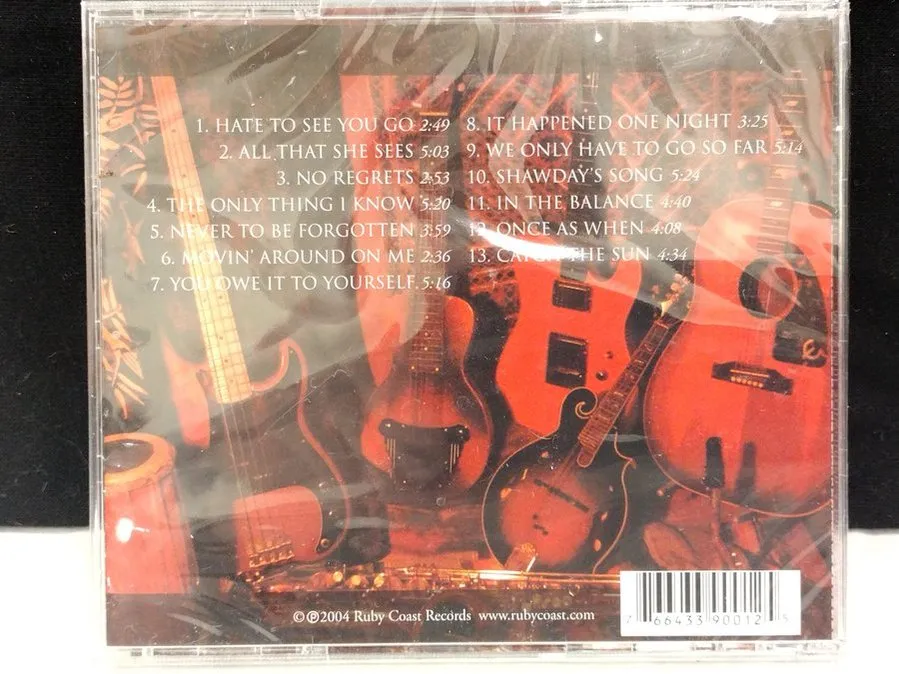 1. HATE TO SEE YOU GO 2:49
2. ALL THAT SHE SEES 5:03
3. NO REGRETS 2:53
4. THE ONLY THING I KNOW 5:20
5. NEVER TO BE FORGOTTEN 3:59
6. MOVIN' AROUND ON ME 2:36
7. YOU OWE IT TO YOURSELF 5:16
8. IT HAPPENED ONE NIGHT 3:25
9. WE ONLY HAVE TO GO SO FAR 5:14
10. SHAWDAY'S SONG 5:24
11. IN THE BALANCE 4:40
12. ONCE AS WHEN 4:08
13. CATCH THE SUN 4:34
©℗2004 Ruby Coast Records www.rubycoast.com
7 66433 90012 5